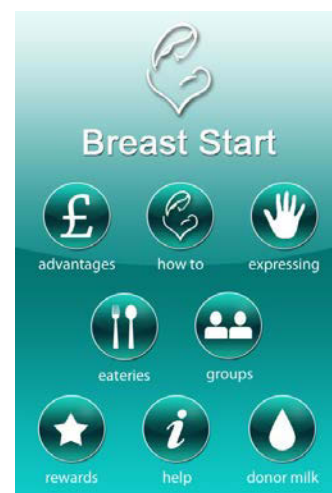 Breast Start
£
advantages
how to
expressing
eateries
groups
i
rewards
help
donor milk